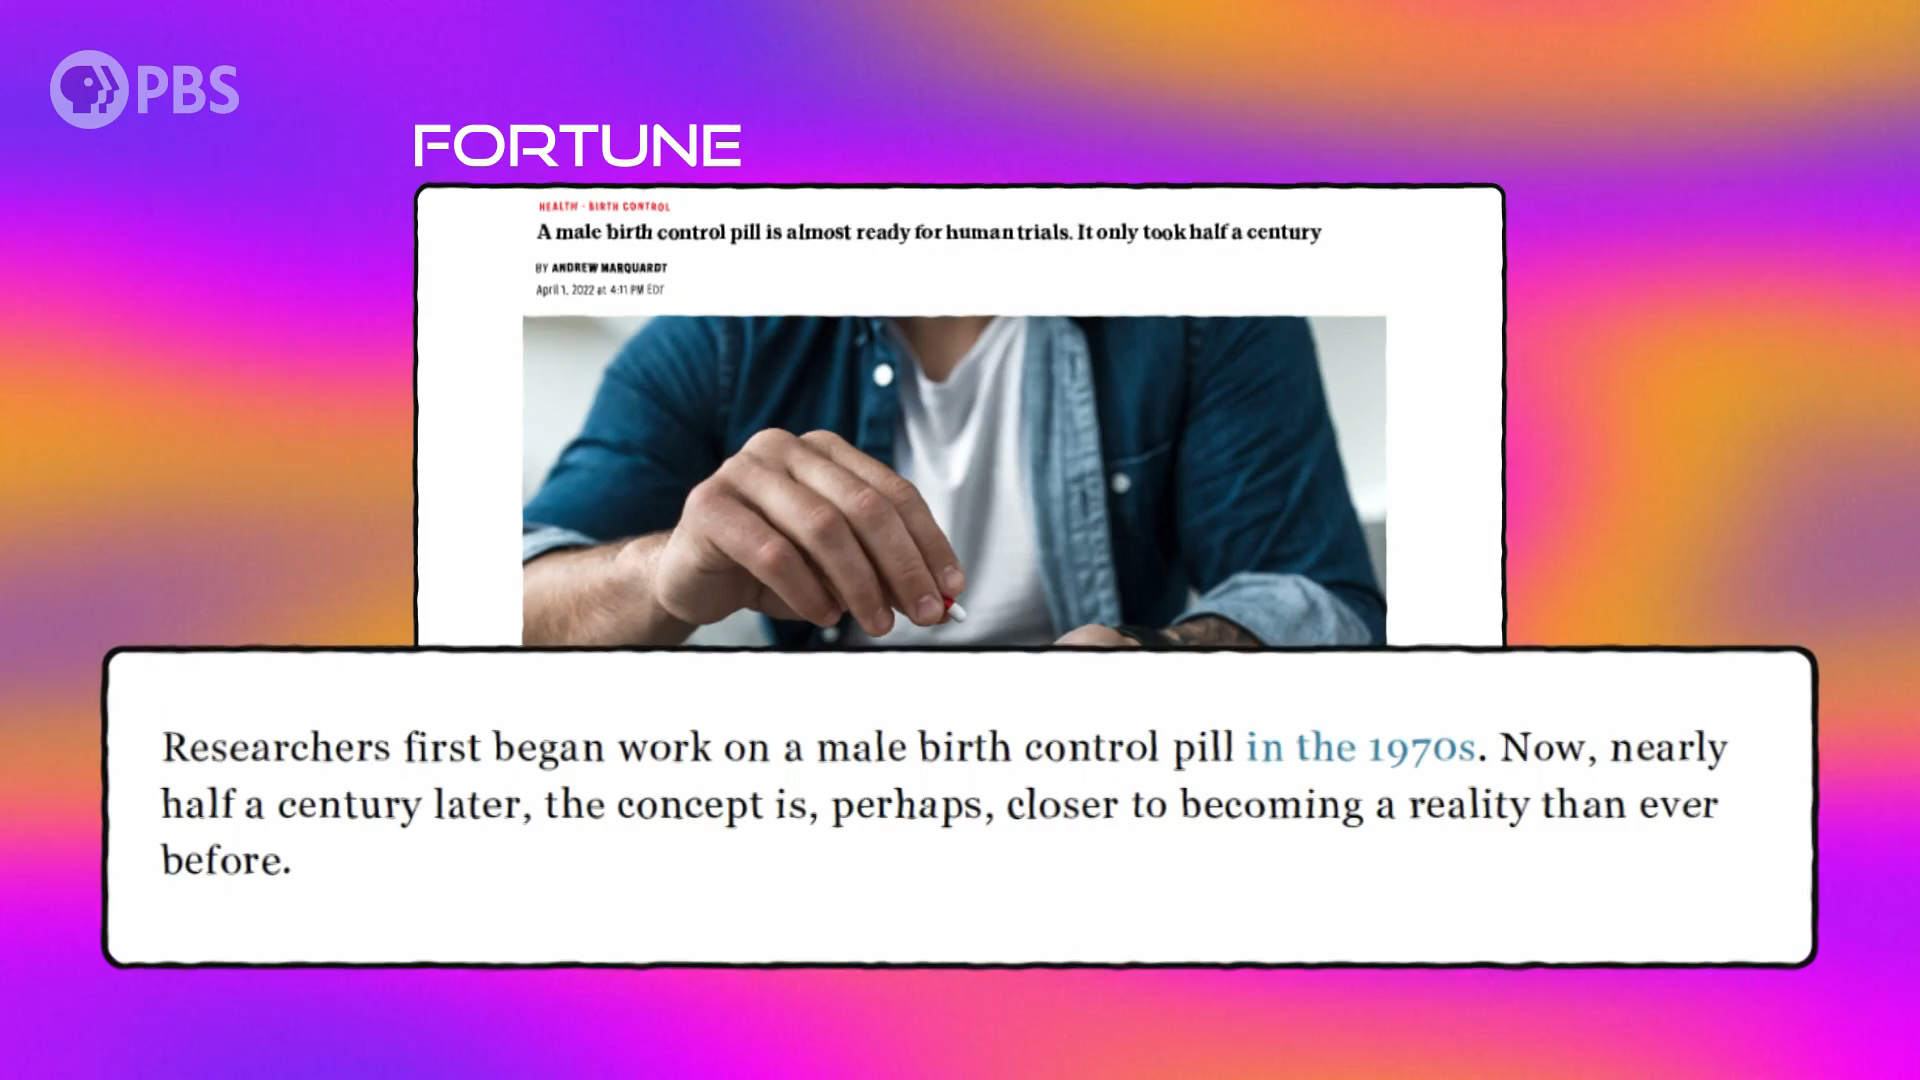 PBS
FORTUNE
HEALTH - BIRTH CONTROL
A male birth control pill is almost ready for human trials. It only took half a century
BY ANDREW MARQUARDT
April 1, 2022 at 4:11 PM EDT
Researchers first began work on a male birth control pill in the 1970s. Now, nearly
half a century later, the concept is, perhaps, closer to becoming a reality than ever
before.